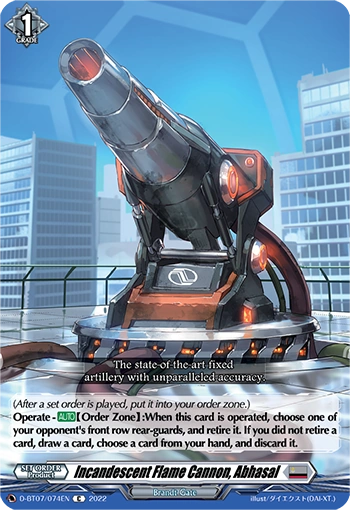 1
GRADE
The state-of-the-art fixed
artillery with unparalleled accuracy.
(After a set order is played, put it into your order zone.)
Operate - AUTO【Order Zone】:When this card is operated, choose one of
your opponent's front row rear-guards, and retire it. If you did not retire a
card, draw a card, choose a card from your hand, and discard it.
SET ORDER
Product
Incandescent Flame Cannon, Abhasal
D-BT07/074EN C 2022
Brandt Gate
illust/ダイエクスト(DAI-XT.)